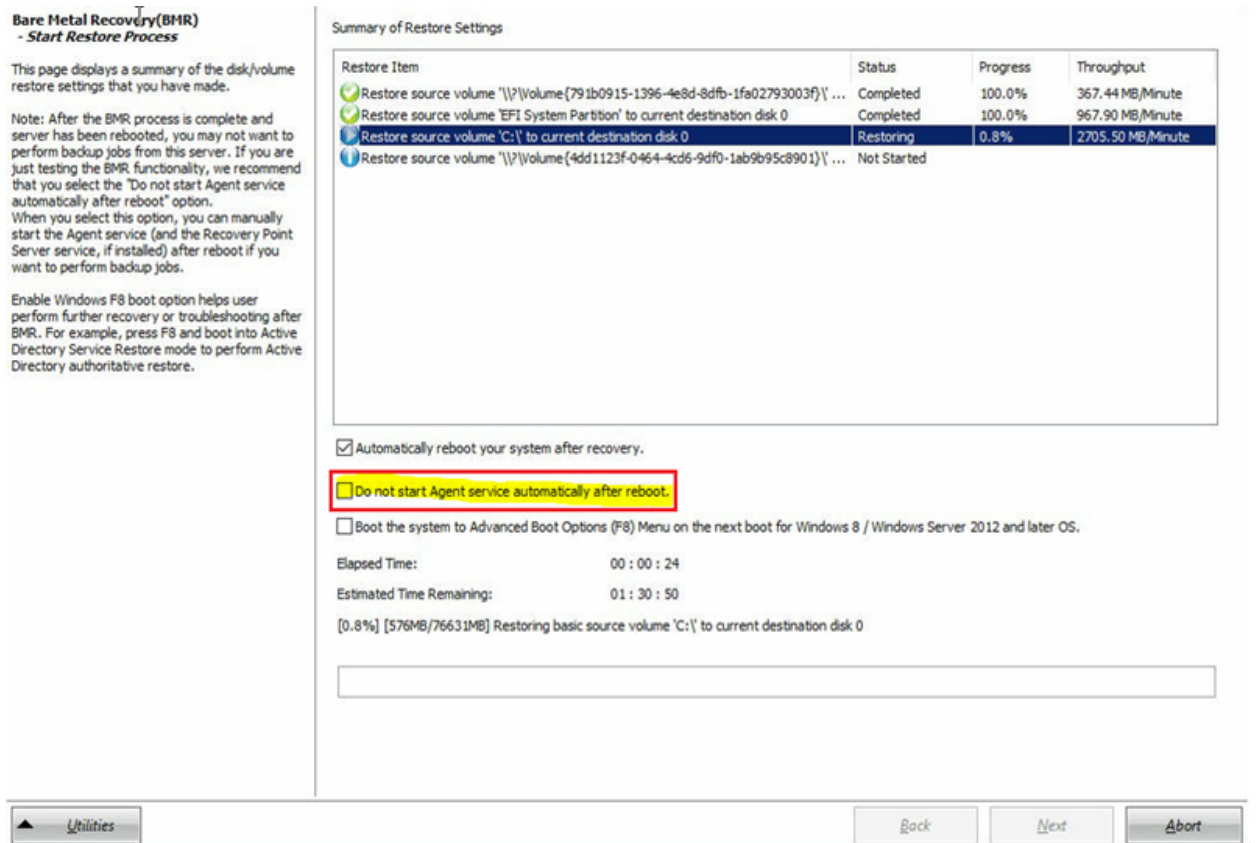 Bare Metal Recovery(BMR)
- Start Restore Process
This page displays a summary of the disk/volume
restore settings that you have made.
Note: After the BMR process is complete and
server has been rebooted, you may not want to
perform backup jobs from this server. If you are
just testing the BMR functionality, we recommend
that you select the "Do not start Agent service
automatically after reboot" option.
When you select this option, you can manually
start the Agent service (and the Recovery Point
Server service, if installed) after reboot if you
want to perform backup jobs.
Enable Windows F8 boot option helps user
perform further recovery or troubleshooting after
BMR. For example, press F8 and boot into Active
Directory Service Restore mode to perform Active
Directory authoritative restore.
Summary of Restore Settings
Restore Item Status Progress Throughput
Restore source volume '\\?\Volume{791b0915-1396-4e8d-8dfb-1fa02793003f}\' ... Completed 100.0% 367.44 MB/Minute
Restore source volume 'EFI System Partition' to current destination disk 0 Completed 100.0% 967.90 MB/Minute
Restore source volume 'C:\' to current destination disk 0 Restoring 0.8% 2705.50 MB/Minute
Restore source volume '\\?\Volume{4dd1123f-0464-4cd6-9df0-1ab9b95c8901}\' ... Not Started
Automatically reboot your system after recovery.
Do not start Agent service automatically after reboot.
Boot the system to Advanced Boot Options (F8) Menu on the next boot for Windows 8 / Windows Server 2012 and later OS.
Elapsed Time: 00 : 00 : 24
Estimated Time Remaining: 01 : 30 : 50
[0.8%] [576MB/76631MB] Restoring basic source volume 'C:\' to current destination disk 0
Utilities Back Next Abort